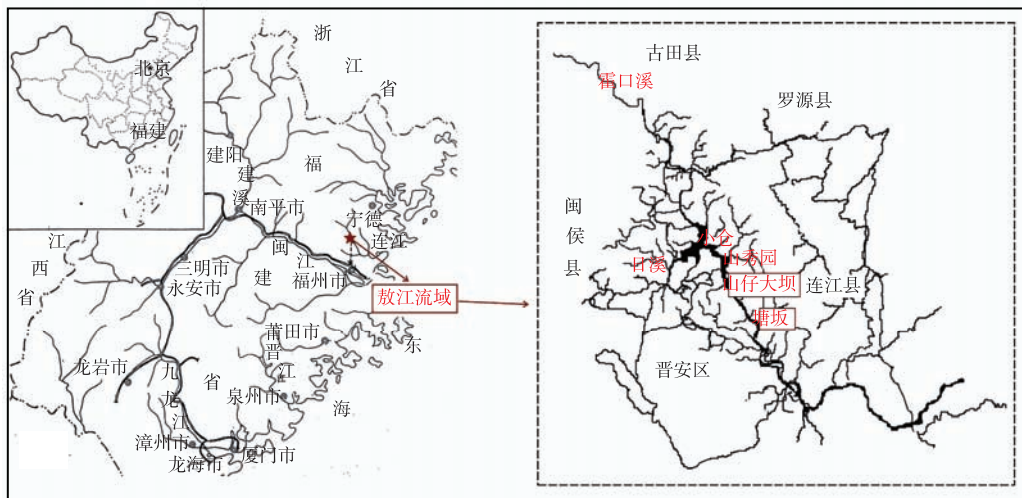 北京
福建
浙
江
省
建阳
建
溪
福
南平市
宁德
连江
闽
江
福州市
江
西
省
三明市
永安市
建
敖江流域
莆田市
晋
江
东
海
龙岩市
九
龙
江
省
泉州市
漳州市
龙海市
厦门市
古田县
霍口溪
罗源县
闽
侯
县
小仓
日溪
山秀园
山仔大坝
连江县
塘坂
晋安区